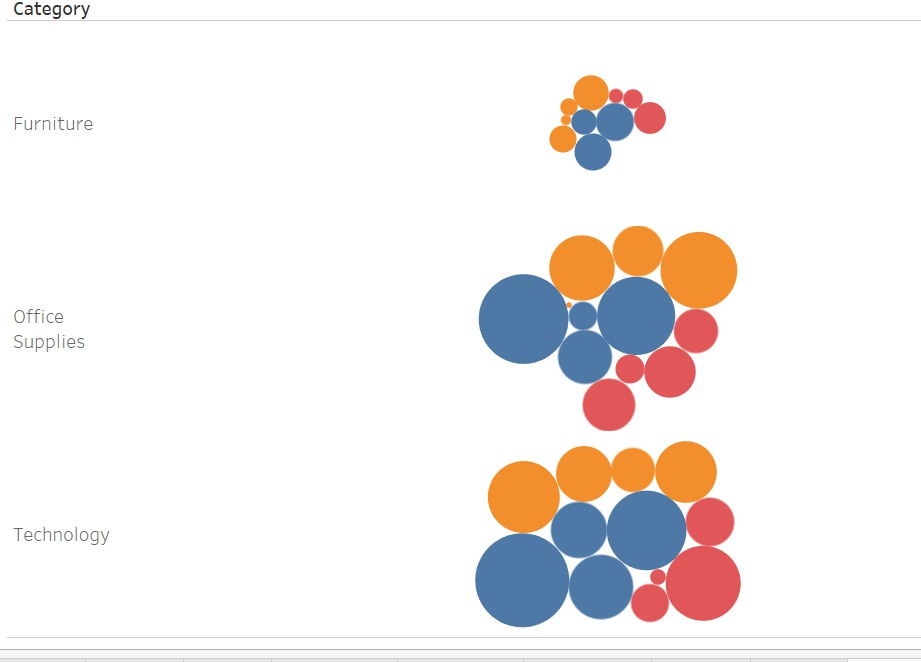 Category
Furniture
Office
Supplies
Technology